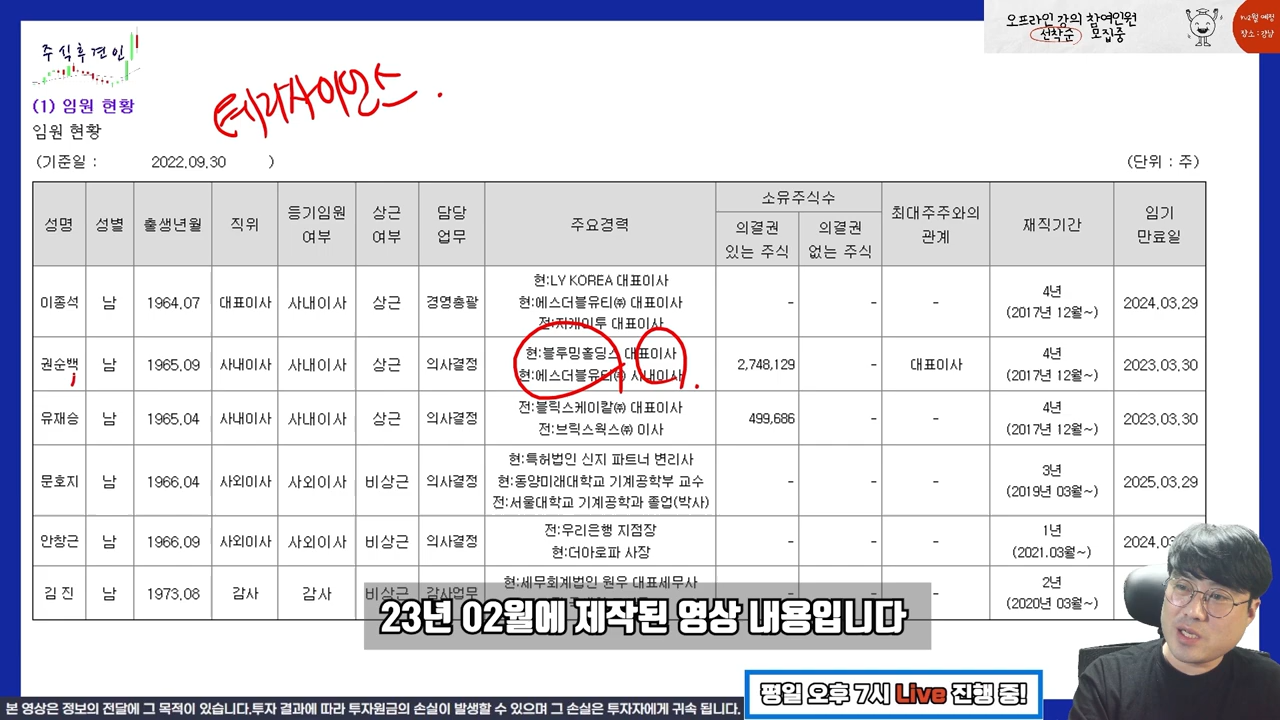 오프라인 강의 참여인원
선착순 모집중
장소 : 강남
주식후견인
테라사이언스.
(1) 임원 현황
임원 현황
(기준일 : 2022.09.30 ) (단위 : 주)
성명 성별 출생년월 직위 등기임원 여부 상근 여부 담당 업무 주요경력 소유주식수 최대주주와의 관계 재직기간 임기 만료일
의결권 있는 주식 의결권 없는 주식
이종석 남 1964.07 대표이사 사내이사 상근 경영총괄 현:LY KOREA 대표이사 - - - 4년 2024.03.29
현:에스더블유티㈜ 대표이사 (2017년 12월~)
전:지케이투 대표이사
권순백 남 1965.09 사내이사 사내이사 상근 의사결정 현:블루밍홀딩스 대표이사 2,748,129 - 대표이사 4년 2023.03.30
현:에스더블유티㈜ 사내이사 (2017년 12월~)
유재승 남 1965.04 사내이사 사내이사 상근 의사결정 전:블릭스케이칼㈜ 대표이사 499,686 - - 4년 2023.03.30
전:브릭스웍스㈜ 이사 (2017년 12월~)
문호지 남 1966.04 사외이사 사외이사 비상근 의사결정 현:특허법인 신지 파트너 변리사 - - - 3년 2025.03.29
현:동양미래대학교 기계공학부 교수 (2019년 03월~)
전:서울대학교 기계공학과 졸업(박사)
안창근 남 1966.09 사외이사 사외이사 비상근 의사결정 전:우리은행 지점장 - - - 1년
현:더아로파 사장 (2021.03월~)
김 진 남 1973.08 감사 감사 비상근 감사업무 현:세무회계법인 원우 대표세무사 - - - 2년
(2020년 03월~)
23년 02월에 제작된 영상 내용입니다
평일 오후 7시 Live 진행 중!
본 영상은 정보의 전달에 그 목적이 있습니다.투자 결과에 따라 투자원금의 손실이 발생할 수 있으며 그 손실은 투자자에게 귀속 됩니다.